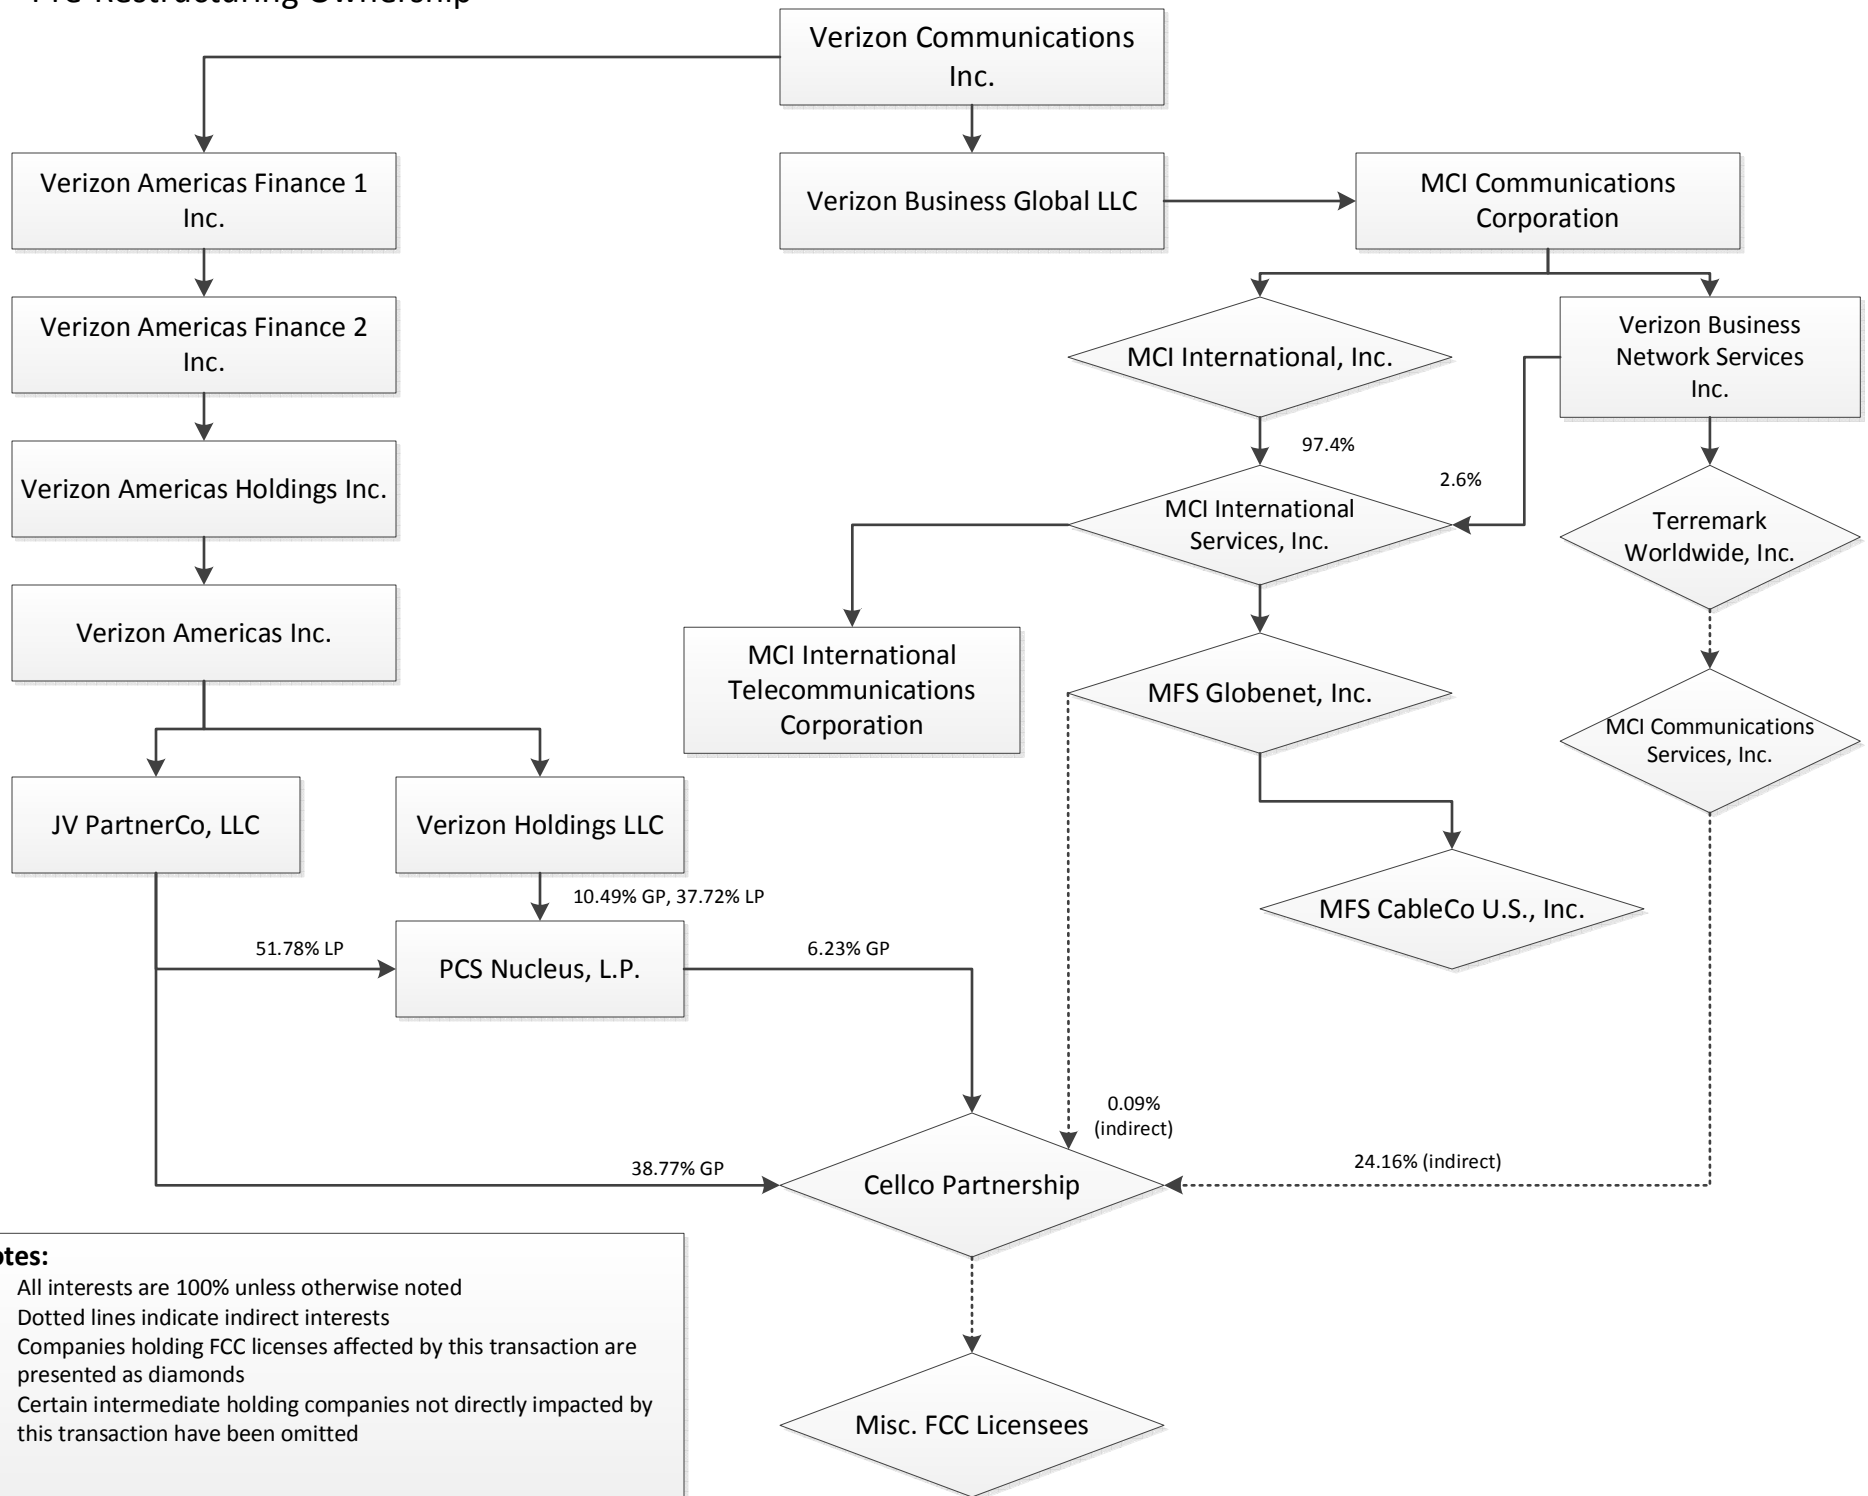 Pre-Restructuring Ownership
Verizon Communications
Inc.
Verizon Americas Finance 1
Inc.
Verizon Business Global LLC
MCI Communications
Corporation
Verizon Americas Finance 2
Inc.
MCI International, Inc.
Verizon Business
Network Services
Inc.
97.4%
2.6%
Verizon Americas Holdings Inc.
MCI International
Services, Inc.
Terremark
Worldwide, Inc.
Verizon Americas Inc.
MCI International
Telecommunications
Corporation
MFS Globenet, Inc.
MCI Communications
Services, Inc.
JV PartnerCo, LLC
Verizon Holdings LLC
10.49% GP, 37.72% LP
MFS CableCo U.S., Inc.
51.78% LP
PCS Nucleus, L.P.
6.23% GP
0.09%
(indirect)
38.77% GP
Cellco Partnership
24.16% (indirect)
otes:
All interests are 100% unless otherwise noted
Dotted lines indicate indirect interests
Companies holding FCC licenses affected by this transaction are
presented as diamonds
Certain intermediate holding companies not directly impacted by
this transaction have been omitted
Misc. FCC Licensees